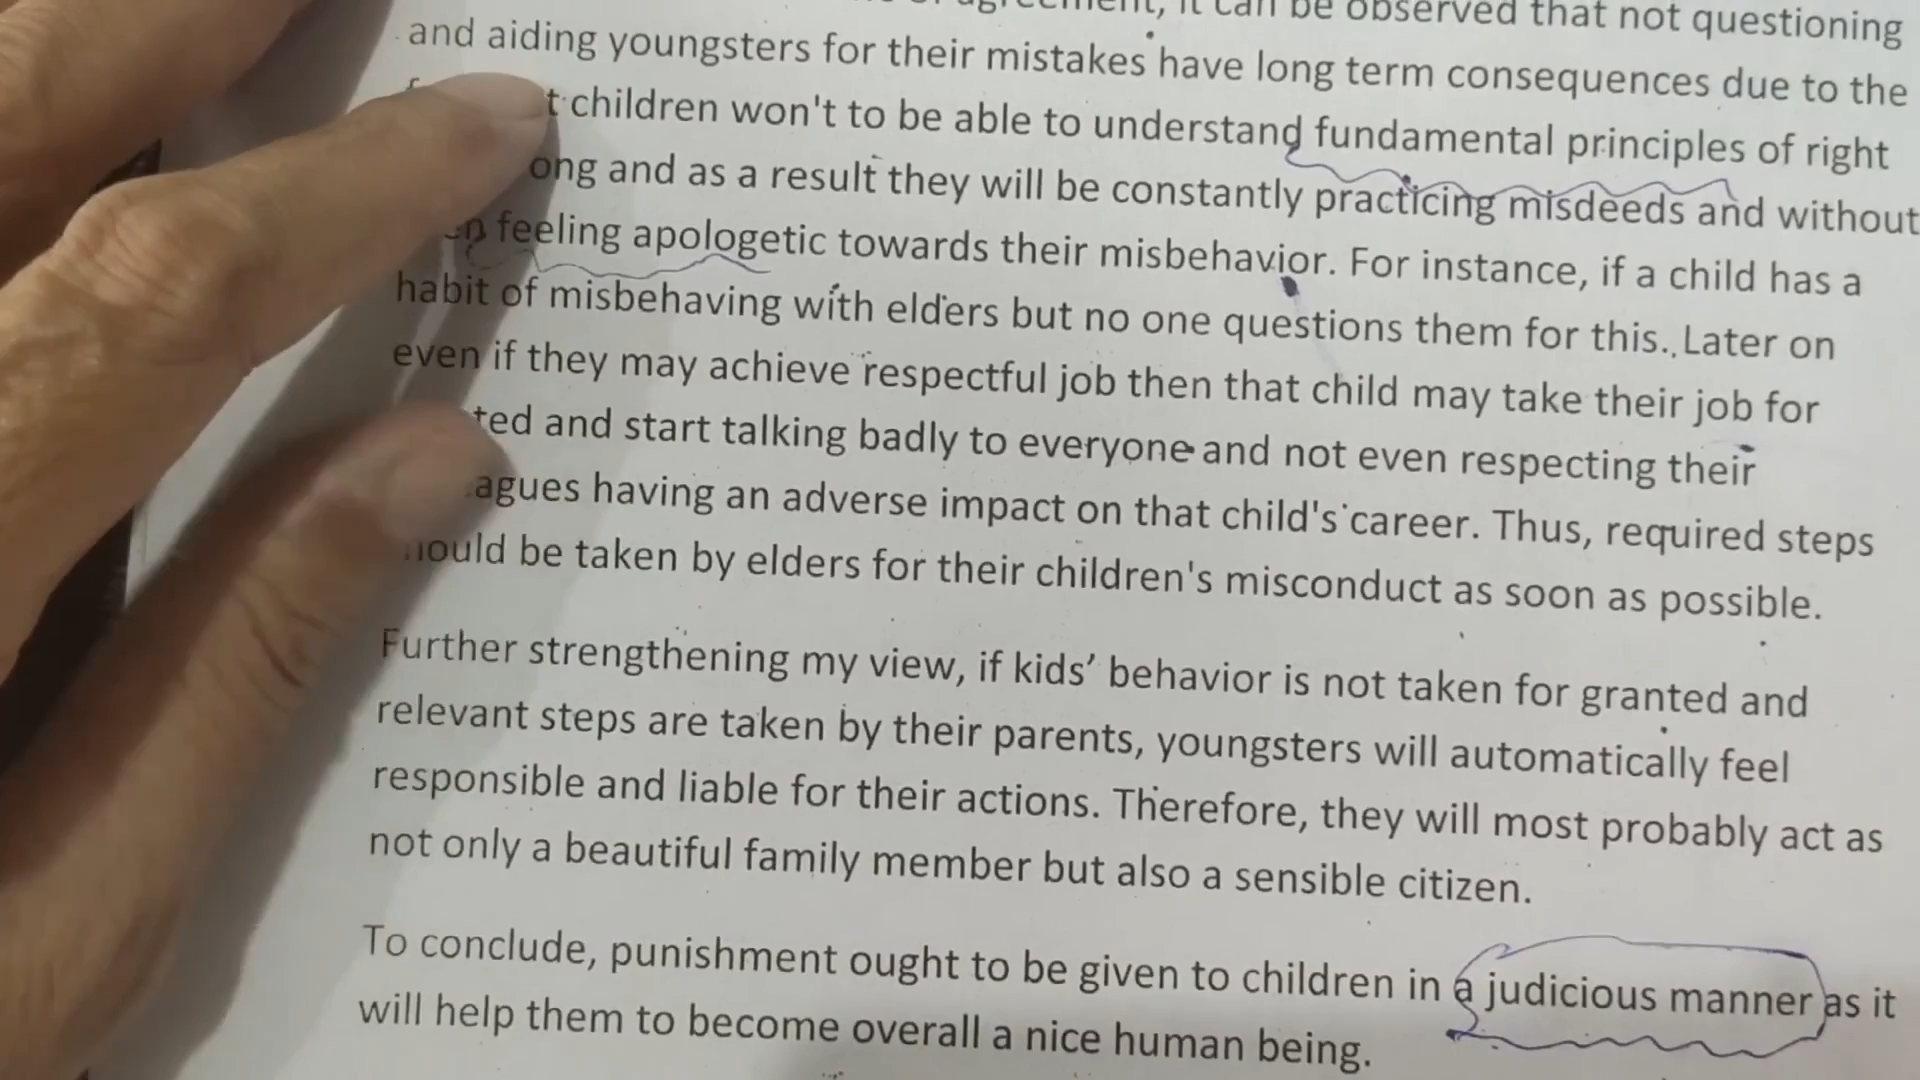 agreement, it can be observed that not questioning
and aiding youngsters for their mistakes have long term consequences due to the
children won't to be able to understand fundamental principles of right
and as a result they will be constantly practicing misdeeds and without
feeling apologetic towards their misbehavior. For instance, if a child has a
habit of misbehaving with elders but no one questions them for this. Later on
even if they may achieve respectful job then that child may take their job for
and start talking badly to everyone and not even respecting their
having an adverse impact on that child's career. Thus, required steps
should be taken by elders for their children's misconduct as soon as possible.
Further strengthening my view, if kids’ behavior is not taken for granted and
relevant steps are taken by their parents, youngsters will automatically feel
responsible and liable for their actions. Therefore, they will most probably act as
not only a beautiful family member but also a sensible citizen.
To conclude, punishment ought to be given to children in a judicious manner as it
will help them to become overall a nice human being.